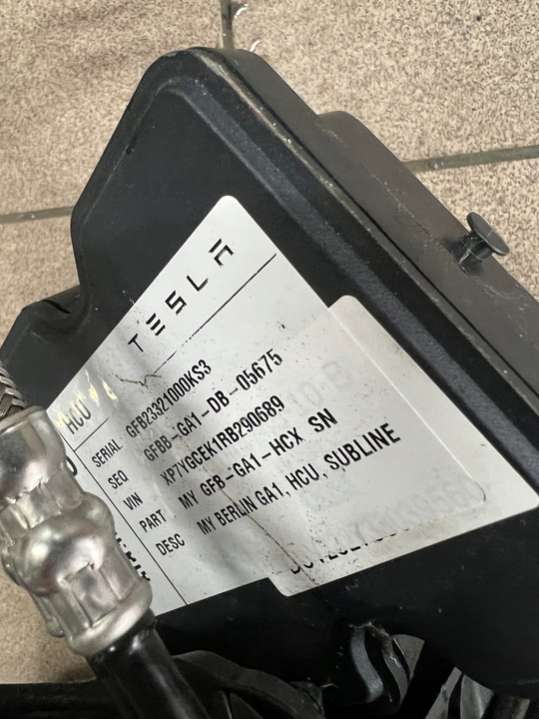 TESLA
HCU
SERIAL GFB23321000KS3
SEQ GFBB-GA1-DB-05675
VIN XP7YGCEK1RB290689
PART MY GFB-GA1-HCX SN
DESC MY BERLIN GA1, HCU, SUBLINE